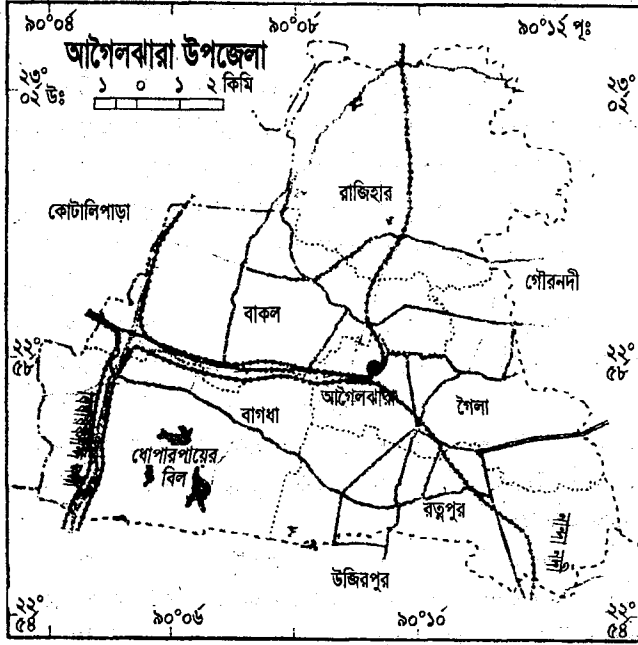 ৯০°০৪ ৯০°০৮ ৯০°১২ পূঃ
আগৈলঝারা উপজেলা
১ ০ ১ ২ কিমি
২৩°
০২ উঃ
২৩°
০২
রাজিহার
কোটালিপাড়া
গৌরনদী
বাকল
২২°
৫৮
২২°
৫৮
আগৈলঝারা
গৈলা
বাগধা
ধোপারপায়ের
বিল
রত্নপুর
উজিরপুর
২২°
৫৪
২২°
৫৪
৯০°০৬ ৯০°১০